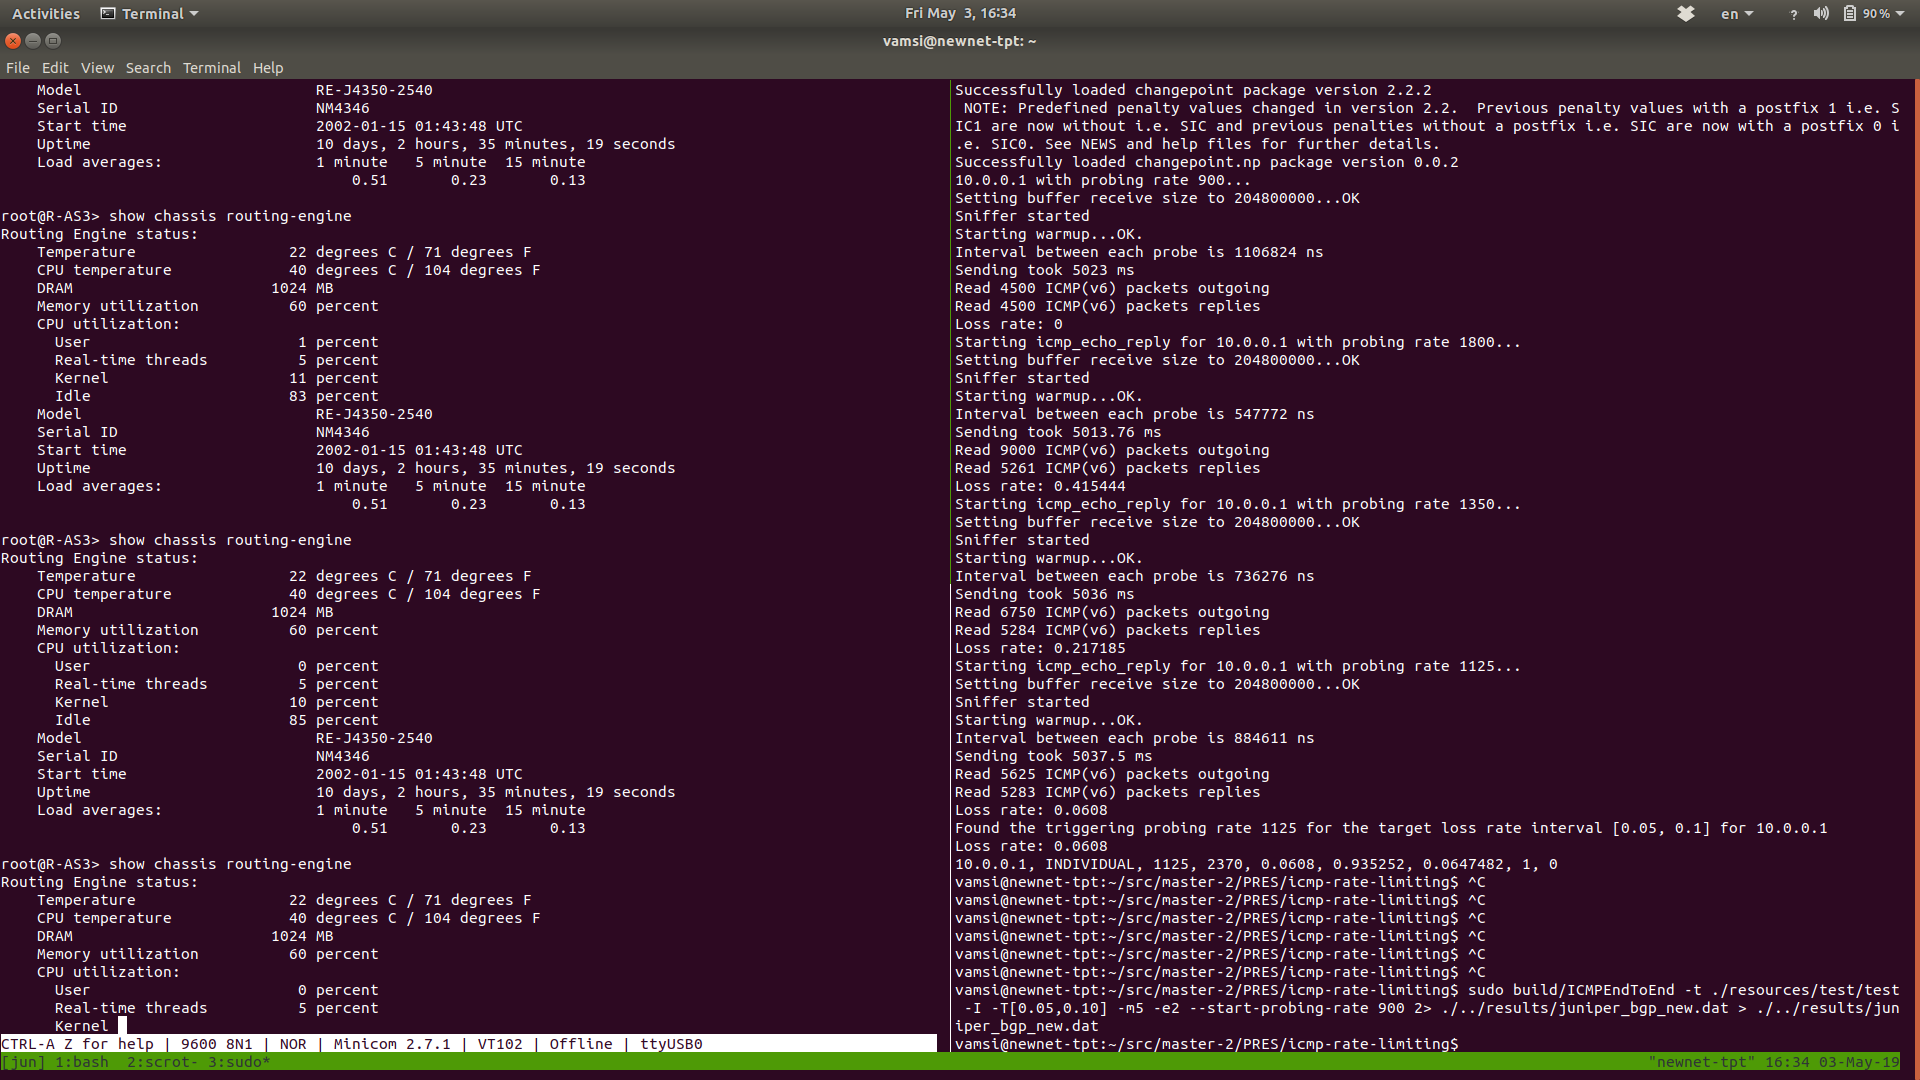 Activities Terminal Fri May 3, 16:34 en ? 90 %
vamsi@newnet-tpt: ~
File Edit View Search Terminal Help
Model RE-J4350-2540
Serial ID NM4346
Start time 2002-01-15 01:43:48 UTC
Uptime 10 days, 2 hours, 35 minutes, 19 seconds
Load averages: 1 minute 5 minute 15 minute
0.51 0.23 0.13
root@R-AS3> show chassis routing-engine
Routing Engine status:
Temperature 22 degrees C / 71 degrees F
CPU temperature 40 degrees C / 104 degrees F
DRAM 1024 MB
Memory utilization 60 percent
CPU utilization:
User 1 percent
Real-time threads 5 percent
Kernel 11 percent
Idle 83 percent
Model RE-J4350-2540
Serial ID NM4346
Start time 2002-01-15 01:43:48 UTC
Uptime 10 days, 2 hours, 35 minutes, 19 seconds
Load averages: 1 minute 5 minute 15 minute
0.51 0.23 0.13
root@R-AS3> show chassis routing-engine
Routing Engine status:
Temperature 22 degrees C / 71 degrees F
CPU temperature 40 degrees C / 104 degrees F
DRAM 1024 MB
Memory utilization 60 percent
CPU utilization:
User 0 percent
Real-time threads 5 percent
Kernel 10 percent
Idle 85 percent
Model RE-J4350-2540
Serial ID NM4346
Start time 2002-01-15 01:43:48 UTC
Uptime 10 days, 2 hours, 35 minutes, 19 seconds
Load averages: 1 minute 5 minute 15 minute
0.51 0.23 0.13
root@R-AS3> show chassis routing-engine
Routing Engine status:
Temperature 22 degrees C / 71 degrees F
CPU temperature 40 degrees C / 104 degrees F
DRAM 1024 MB
Memory utilization 60 percent
CPU utilization:
User 0 percent
Real-time threads 5 percent
Kernel
CTRL-A Z for help | 9600 8N1 | NOR | Minicom 2.7.1 | VT102 | Offline | ttyUSB0
Successfully loaded changepoint package version 2.2.2
NOTE: Predefined penalty values changed in version 2.2. Previous penalty values with a postfix 1 i.e. S
IC1 are now without i.e. SIC and previous penalties without a postfix i.e. SIC are now with a postfix 0 i
.e. SIC0. See NEWS and help files for further details.
Successfully loaded changepoint.np package version 0.0.2
10.0.0.1 with probing rate 900...
Setting buffer receive size to 204800000...OK
Sniffer started
Starting warmup...OK.
Interval between each probe is 1106824 ns
Sending took 5023 ms
Read 4500 ICMP(v6) packets outgoing
Read 4500 ICMP(v6) packets replies
Loss rate: 0
Starting icmp_echo_reply for 10.0.0.1 with probing rate 1800...
Setting buffer receive size to 204800000...OK
Sniffer started
Starting warmup...OK.
Interval between each probe is 547772 ns
Sending took 5013.76 ms
Read 9000 ICMP(v6) packets outgoing
Read 5261 ICMP(v6) packets replies
Loss rate: 0.415444
Starting icmp_echo_reply for 10.0.0.1 with probing rate 1350...
Setting buffer receive size to 204800000...OK
Sniffer started
Starting warmup...OK.
Interval between each probe is 736276 ns
Sending took 5036 ms
Read 6750 ICMP(v6) packets outgoing
Read 5284 ICMP(v6) packets replies
Loss rate: 0.217185
Starting icmp_echo_reply for 10.0.0.1 with probing rate 1125...
Setting buffer receive size to 204800000...OK
Sniffer started
Starting warmup...OK.
Interval between each probe is 884611 ns
Sending took 5037.5 ms
Read 5625 ICMP(v6) packets outgoing
Read 5283 ICMP(v6) packets replies
Loss rate: 0.0608
Found the triggering probing rate 1125 for the target loss rate interval [0.05, 0.1] for 10.0.0.1
Loss rate: 0.0608
10.0.0.1, INDIVIDUAL, 1125, 2370, 0.0608, 0.935252, 0.0647482, 1, 0
vamsi@newnet-tpt:~/src/master-2/PRES/icmp-rate-limiting$ ^C
vamsi@newnet-tpt:~/src/master-2/PRES/icmp-rate-limiting$ ^C
vamsi@newnet-tpt:~/src/master-2/PRES/icmp-rate-limiting$ ^C
vamsi@newnet-tpt:~/src/master-2/PRES/icmp-rate-limiting$ ^C
vamsi@newnet-tpt:~/src/master-2/PRES/icmp-rate-limiting$ ^C
vamsi@newnet-tpt:~/src/master-2/PRES/icmp-rate-limiting$ ^C
vamsi@newnet-tpt:~/src/master-2/PRES/icmp-rate-limiting$ sudo build/ICMPEndToEnd -t ./resources/test/test
-I -T[0.05,0.10] -m5 -e2 --start-probing-rate 900 2> ./../results/juniper_bgp_new.dat > ./../results/jun
iper_bgp_new.dat
vamsi@newnet-tpt:~/src/master-2/PRES/icmp-rate-limiting$
[jun] 1:bash 2:scrot- 3:sudo* "newnet-tpt" 16:34 03-May-19